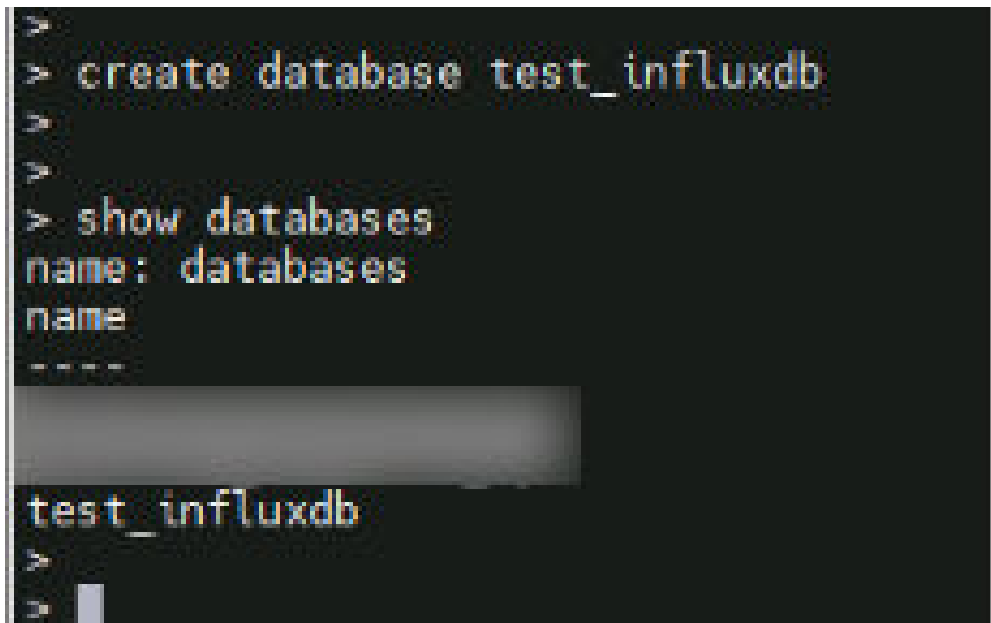 >
> create database test_influxdb
>
>
> show databases
name: databases
name
----
test_influxdb
>
>